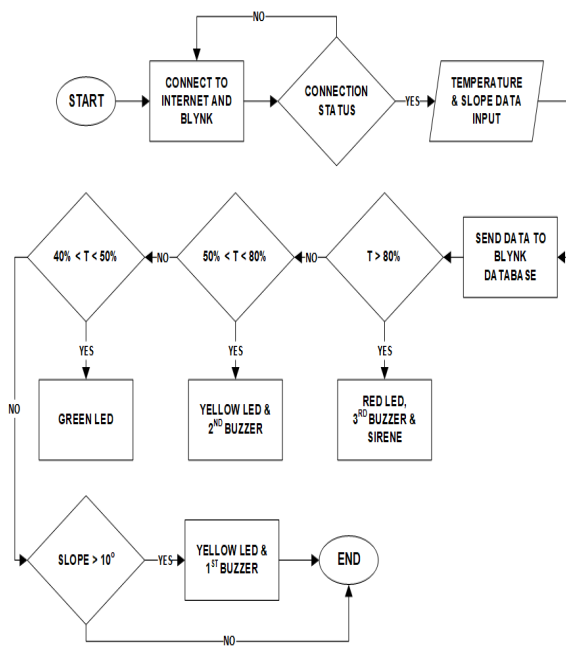 NO
START
CONNECT TO
INTERNET AND
BLYNK
CONNECTION
STATUS
YES
TEMPERATURE
& SLOPE DATA
INPUT
40% < T < 50%
NO
50% < T < 80%
NO
T > 80%
SEND DATA TO
BLYNK
DATABASE
YES
YES
YES
NO
GREEN LED
YELLOW LED &
2ND BUZZER
RED LED,
3RD BUZZER &
SIRENE
SLOPE > 10⁰
YES
YELLOW LED &
1ST BUZZER
END
NO